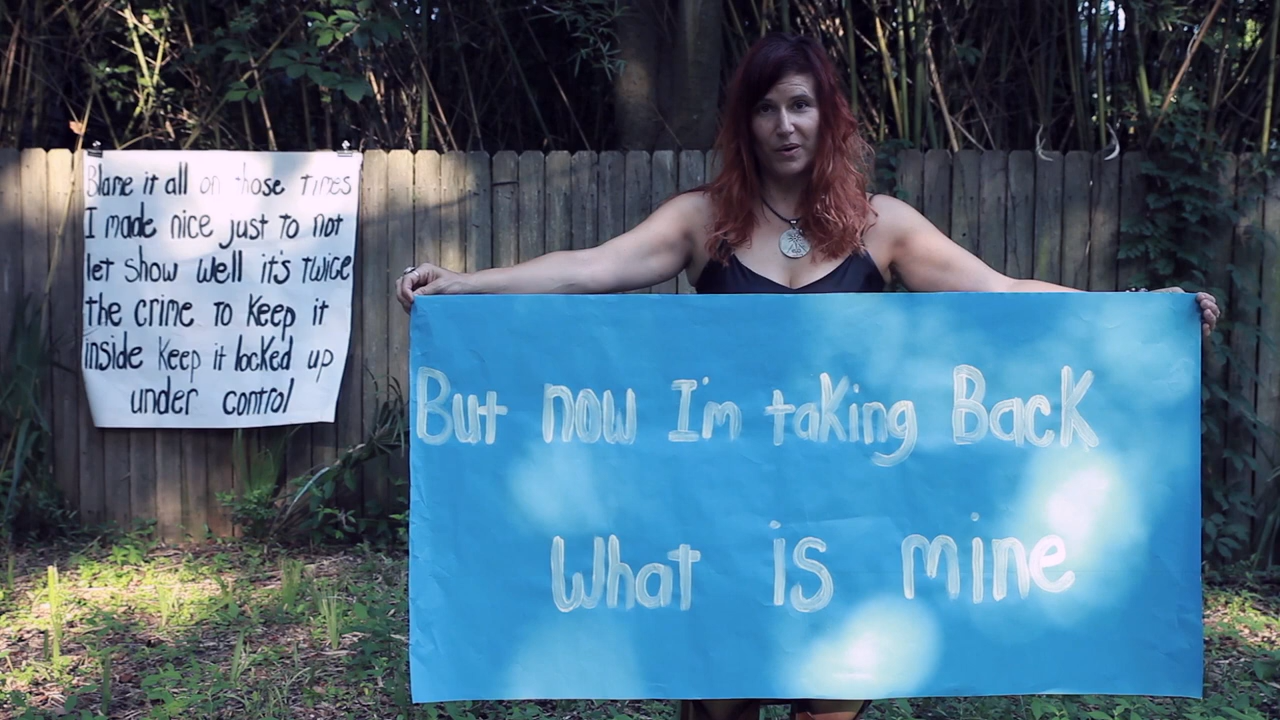 Blame it all on those times
I made nice just to not
let show well it's twice
the crime to keep it
inside keep it locked up
under control
But now I'm taking Back
What is mine